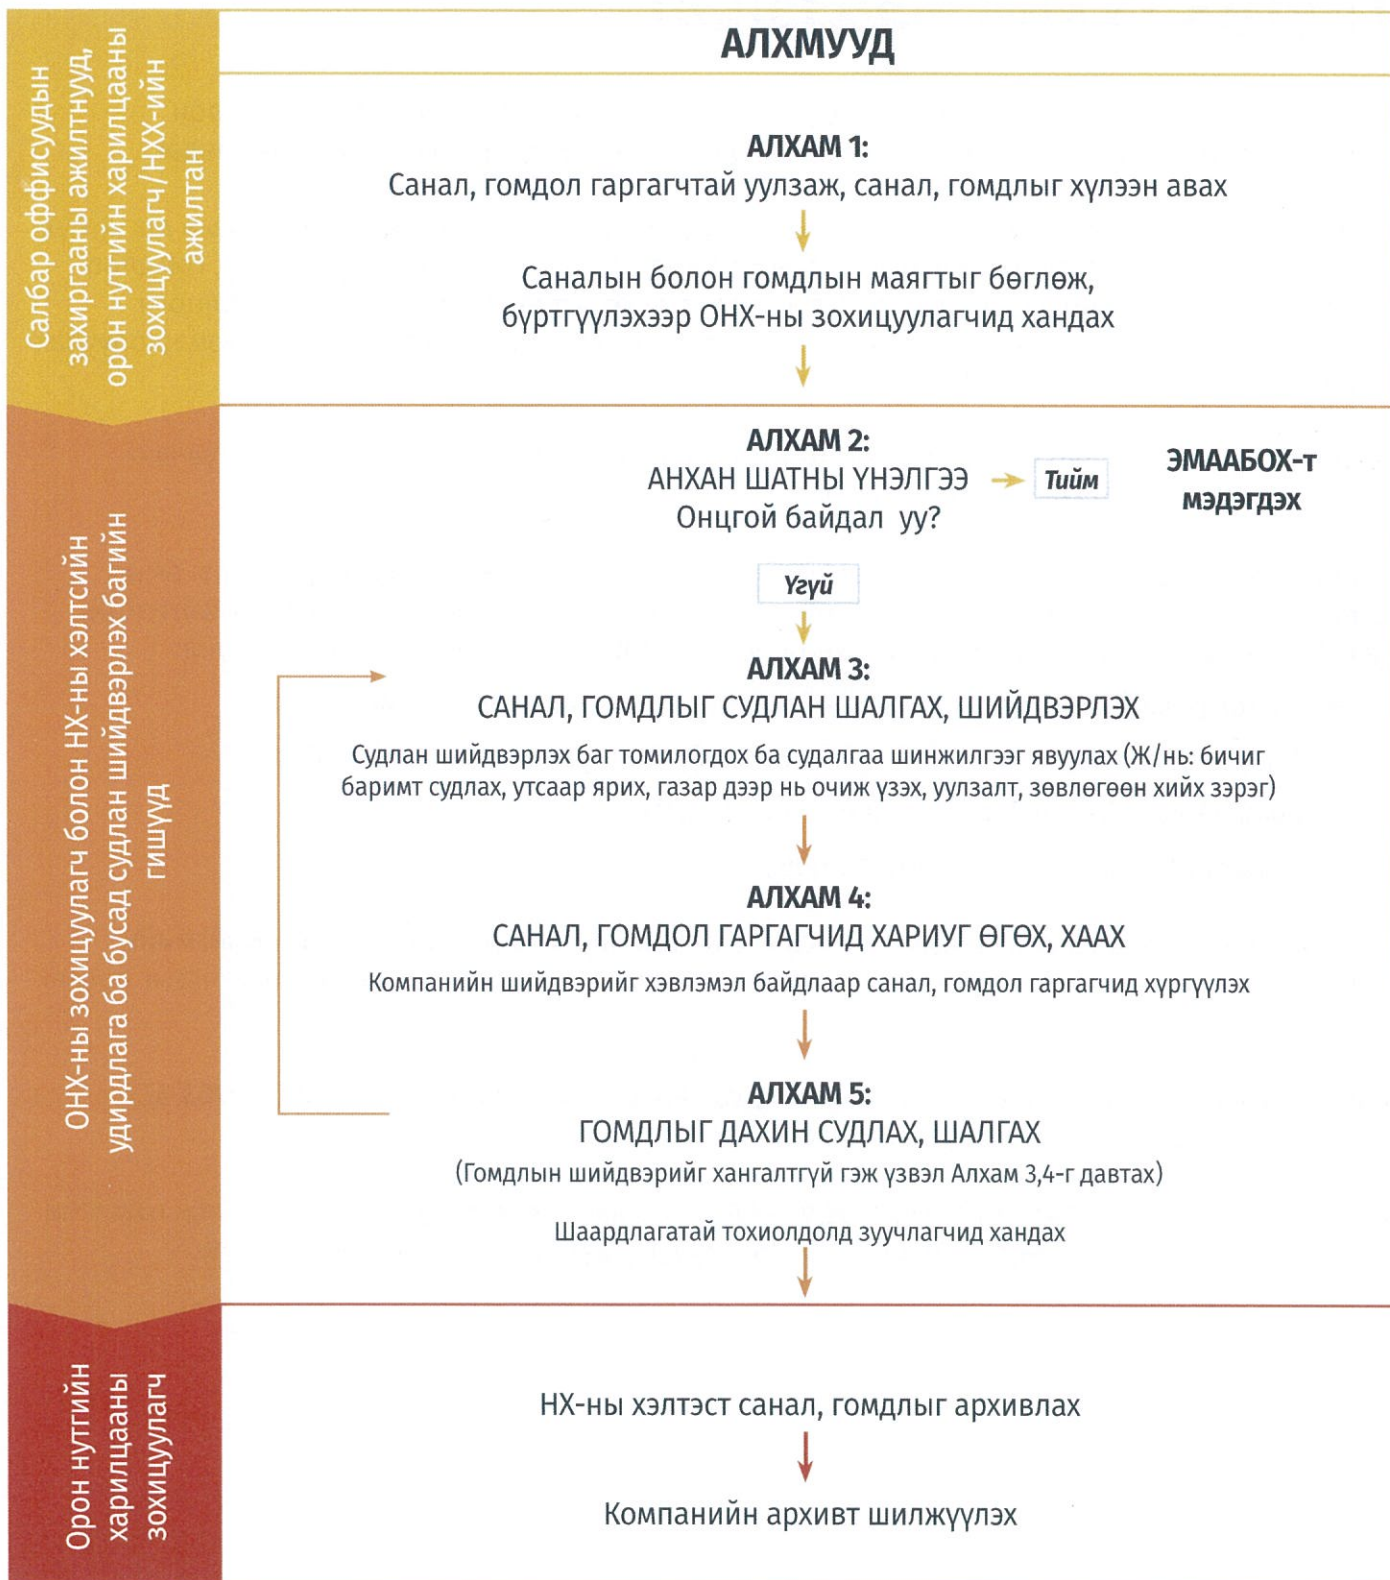 АЛХМУУД
Салбар оффисуудын
захиргааны ажилтнууд,
орон нутгийн харилцааны
зохицуулагч/НХХ-ийн
ажилтан
АЛХАМ 1:
Санал, гомдол гаргагчтай уулзаж, санал, гомдлыг хүлээн авах
Саналын болон гомдлын маягтыг бөглөж,
бүртгүүлэхээр ОНХ-ны зохицуулагчид хандах
ОНХ-ны зохицуулагч болон НХ-ны хэлтсийн
удирдлага ба бусад судлан шийдвэрлэх багийн
гишүүд
АЛХАМ 2:
АНХАН ШАТНЫ ҮНЭЛГЭЭ
Онцгой байдал уу?
Тийм
ЭМААБОХ-т
мэдэгдэх
Үгүй
АЛХАМ 3:
САНАЛ, ГОМДЛЫГ СУДЛАН ШАЛГАХ, ШИЙДВЭРЛЭХ
Судлан шийдвэрлэх баг томилогдох ба судалгаа шинжилгээг явуулах (Ж/нь: бичиг
баримт судлах, утсаар ярих, газар дээр нь очиж үзэх, уулзалт, зөвлөгөөн хийх зэрэг)
АЛХАМ 4:
САНАЛ, ГОМДОЛ ГАРГАГЧИД ХАРИУГ ӨГӨХ, ХААХ
Компанийн шийдвэрийг хэвлэмэл байдлаар санал, гомдол гаргагчид хүргүүлэх
АЛХАМ 5:
ГОМДЛЫГ ДАХИН СУДЛАХ, ШАЛГАХ
(Гомдлын шийдвэрийг хангалтгүй гэж үзвэл Алхам 3,4-г давтах)
Шаардлагатай тохиолдолд зуучлагчид хандах
Орон нутгийн
харилцааны
зохицуулагч
НХ-ны хэлтэст санал, гомдлыг архивлах
Компанийн архивт шилжүүлэх